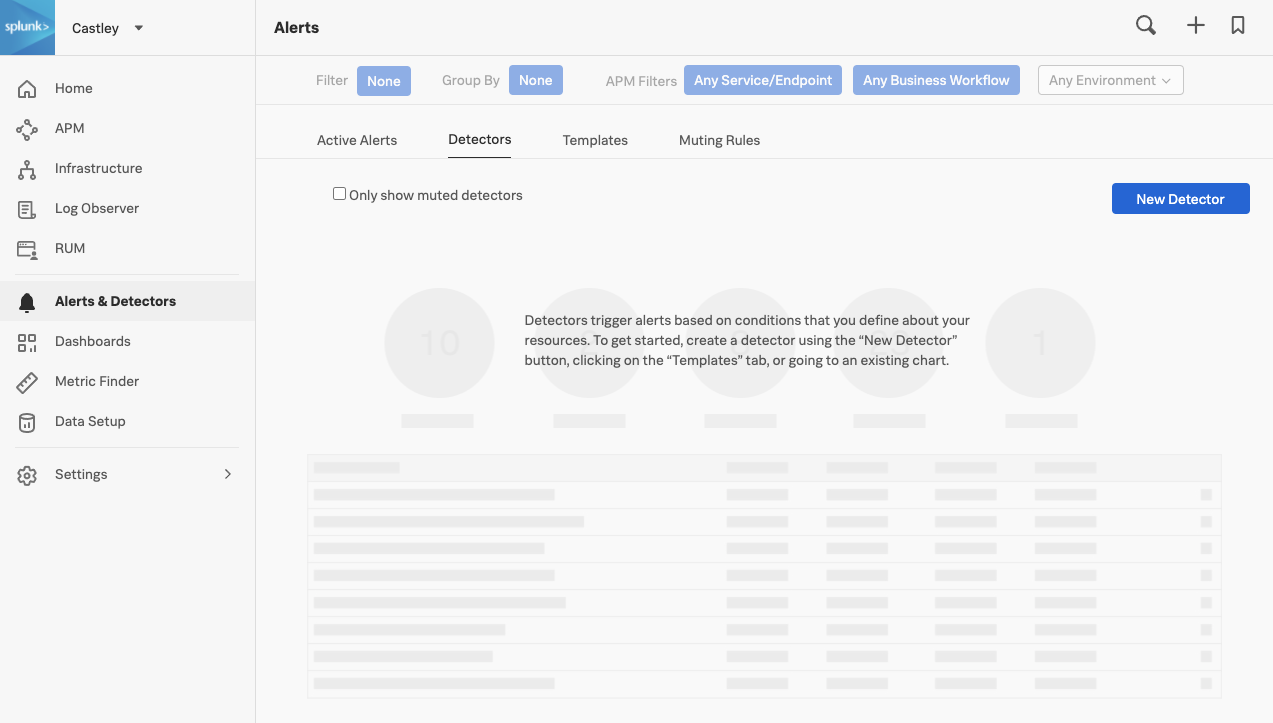 splunk>
Castley
Alerts
Filter None Group By None APM Filters Any Service/Endpoint Any Business Workflow Any Environment
Home
APM
Infrastructure
Log Observer
RUM
Alerts & Detectors
Dashboards
Metric Finder
Data Setup
Settings
Active Alerts Detectors Templates Muting Rules
Only show muted detectors
New Detector
10
1
Detectors trigger alerts based on conditions that you define about your
resources. To get started, create a detector using the “New Detector”
button, clicking on the “Templates” tab, or going to an existing chart.